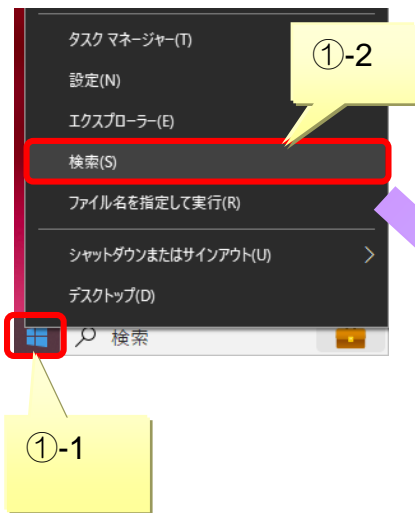 タスク マネージャー(T)
①-2
設定(N)
エクスプローラー(E)
検索(S)
ファイル名を指定して実行(R)
シャットダウンまたはサインアウト(U)
デスクトップ(D)
検索
①-1